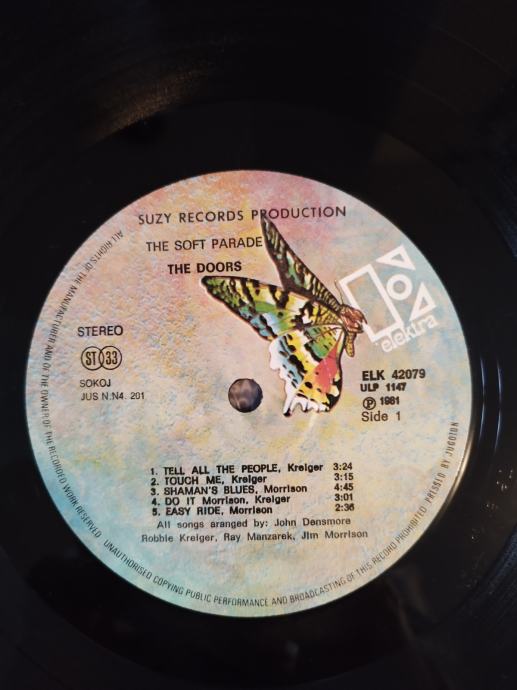 SUZY RECORDS PRODUCTION
THE SOFT PARADE
THE DOORS
elektra
STEREO
ST 33
SOKOJ
JUS N.N4. 201
ELK 42079
ULP 1147
Ⓟ 1981
Side 1
1. TELL ALL THE PEOPLE, Kreiger 3:24
2. TOUCH ME, Kreiger 3:15
3. SHAMAN'S BLUES, Morrison 4:45
4. DO IT Morrison, Kreiger 3:01
5. EASY RIDE, Morrison 2:36
All songs aranged by: John Densmore
Robbie Kreiger, Ray Manzarek, Jim Morrison
ALL RIGHTS OF THE MANUFACTURER AND OF THE OWNER OF THE RECORDED WORK RESERVED UNAUTHORISED COPYING PUBLIC PERFORMANCE AND BROADCASTING OF THIS RECORD PROHIBITED PRESSED BY JUGOTON